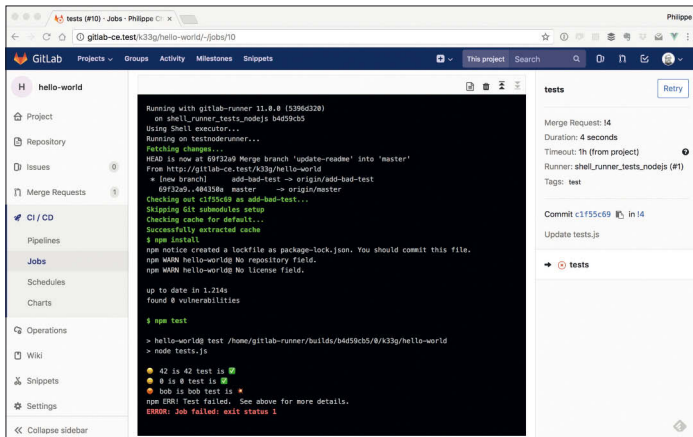 tests (#10) · Jobs · Philippe Ch
Philippe
gitlab-ce.test/k33g/hello-world/-/jobs/10
GitLab Projects Groups Activity Milestones Snippets This project Search
H hello-world
Project
Repository
Issues 0
Merge Requests 1
CI / CD
Pipelines
Jobs
Schedules
Charts
Operations
Wiki
Snippets
Settings
Collapse sidebar
Running with gitlab-runner 11.0.0 (5396d320)
on shell_runner_tests_nodejs b4d59cb5
Using Shell executor...
Running on testnoderunner...
Fetching changes...
HEAD is now at 69f32a9 Merge branch 'update-readme' into 'master'
From http://gitlab-ce.test/k33g/hello-world
* [new branch] add-bad-test -> origin/add-bad-test
69f32a9..404350a master -> origin/master
Checking out c1f55c69 as add-bad-test...
Skipping Git submodules setup
Checking cache for default...
Successfully extracted cache
$ npm install
npm notice created a lockfile as package-lock.json. You should commit this file.
npm WARN hello-world@ No repository field.
npm WARN hello-world@ No license field.
up to date in 1.214s
found 0 vulnerabilities
$ npm test
> hello-world@ test /home/gitlab-runner/builds/b4d59cb5/0/k33g/hello-world
> node tests.js
42 is 42 test is ✅
0 is 0 test is ✅
bob is bob test is 💥
npm ERR! Test failed. See above for more details.
ERROR: Job failed: exit status 1
tests
Retry
Merge Request: !4
Duration: 4 seconds
Timeout: 1h (from project)
Runner: shell_runner_tests_nodejs (#1)
Tags: test
Commit c1f55c69 in !4
Update tests.js
→ tests